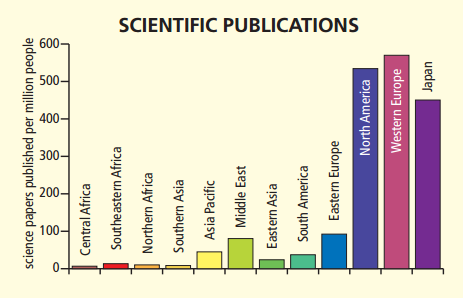 SCIENTIFIC PUBLICATIONS
science papers published per million people
600
500
400
300
200
100
0
Central Africa
Southeastern Africa
Northern Africa
Southern Asia
Asia Pacific
Middle East
Eastern Asia
South America
Eastern Europe
North America
Western Europe
Japan